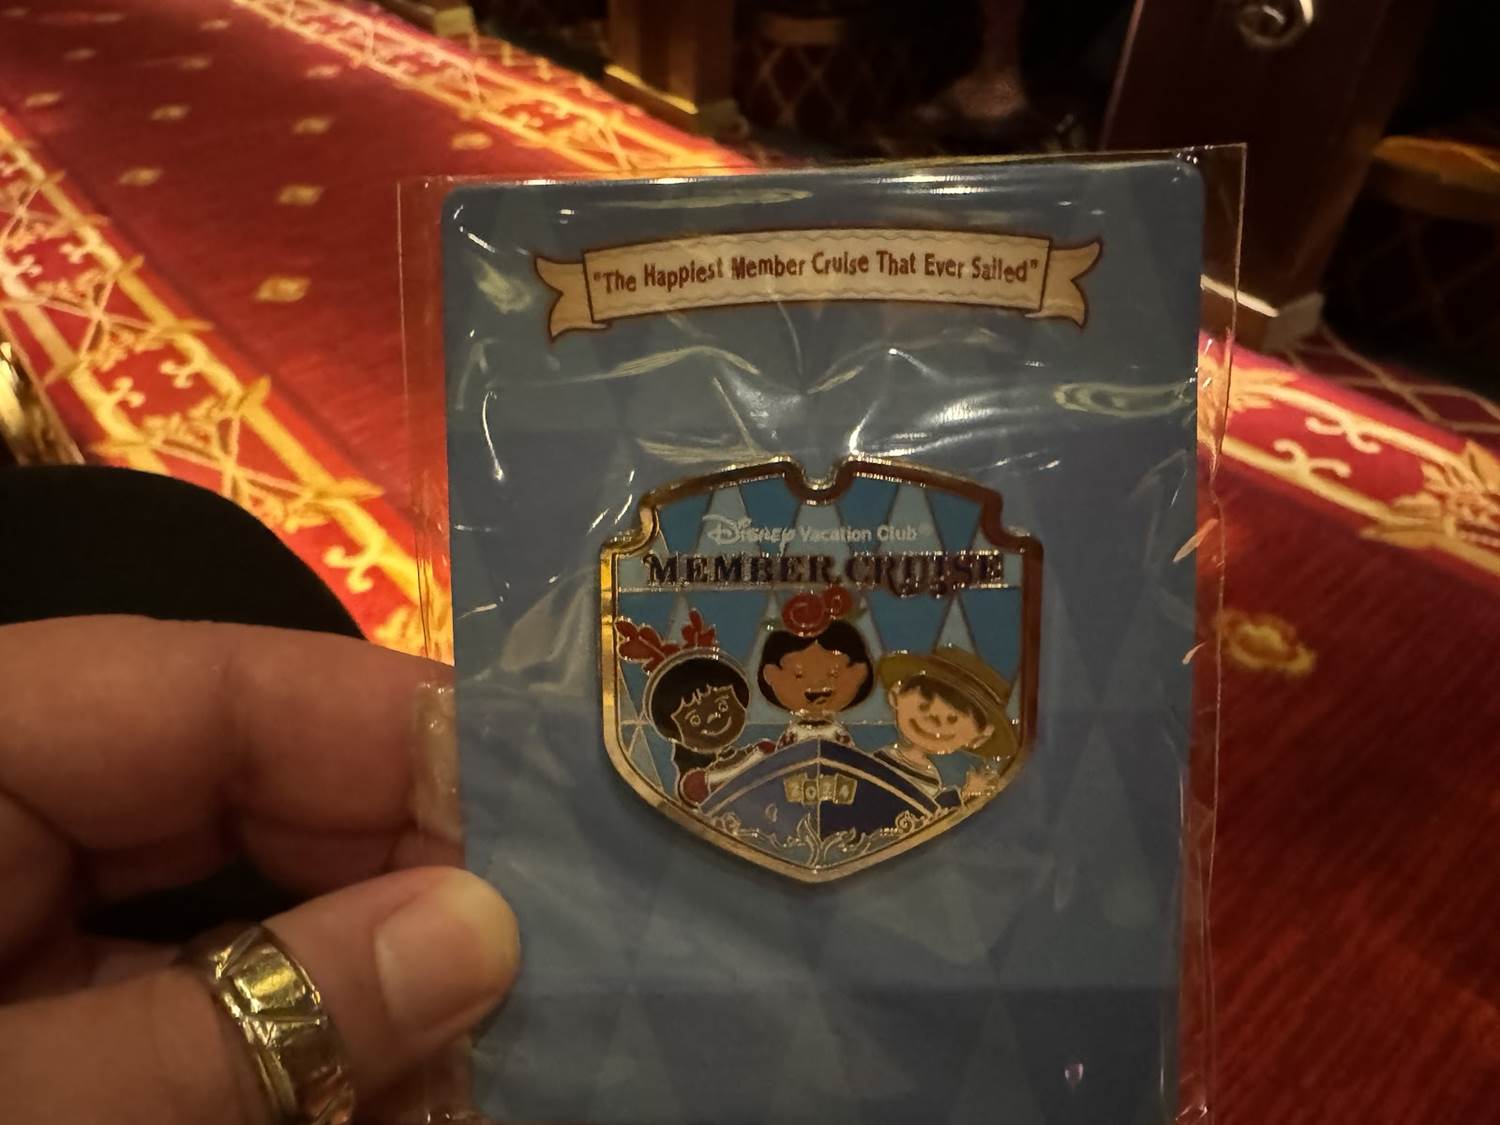 "The Happiest Member Cruise That Ever Sailed"
Disney Vacation Club®
MEMBER CRUISE
2024